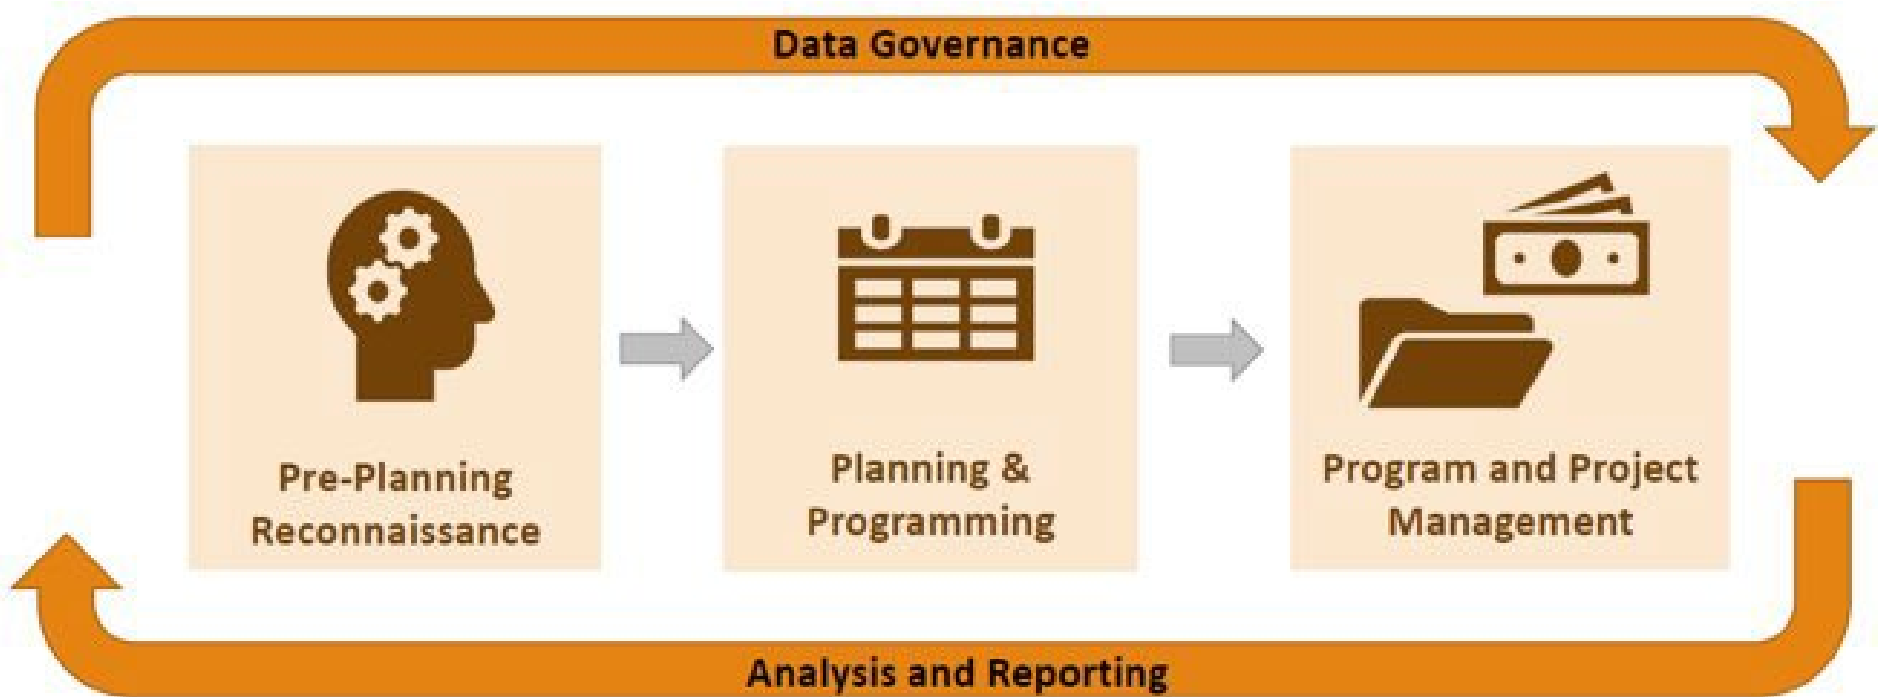 Data Governance
Pre-Planning
Reconnaissance
Planning &
Programming
Program and Project
Management
Analysis and Reporting